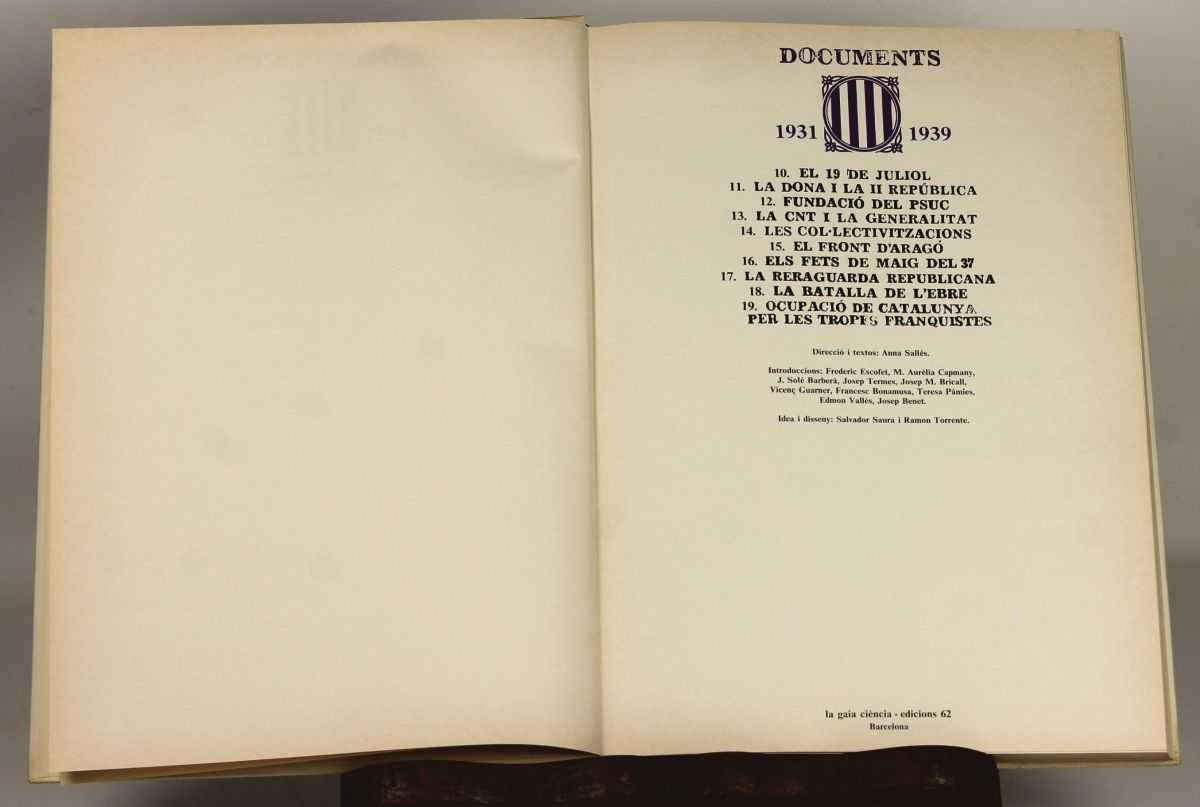 DOCUMENTS
1931 1939
10. EL 19 DE JULIOL
11. LA DONA I LA II REPÚBLICA
12. FUNDACIÓ DEL PSUC
13. LA CNT I LA GENERALITAT
14. LES COL·LECTIVITZACIONS
15. EL FRONT D'ARAGÓ
16. ELS FETS DE MAIG DEL 37
17. LA RERAGUARDA REPUBLICANA
18. LA BATALLA DE L'EBRE
19. OCUPACIÓ DE CATALUNYA
PER LES TROPES FRANQUISTES
Direcció i textos: Anna Sallés.
Introduccions: Frederic Escofet, M. Aurèlia Capmany,
J. Solé Barberà, Josep Termes, Josep M. Bricall,
Vicenç Guarner, Francesc Bonamusa, Teresa Pàmies,
Edmon Vallès, Josep Benet.
Idea i disseny: Salvador Saura i Ramon Torrente.
la gaia ciència - edicions 62
Barcelona